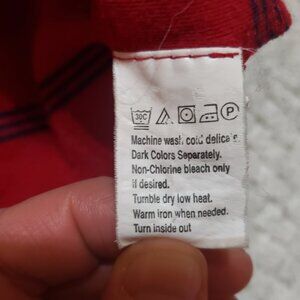 30C
P
Machine wash cold delicate
Dark Colors Separately.
Non-Chlorine bleach only
if desired.
Tumble dry low heat.
Warm iron when needed.
Turn inside out